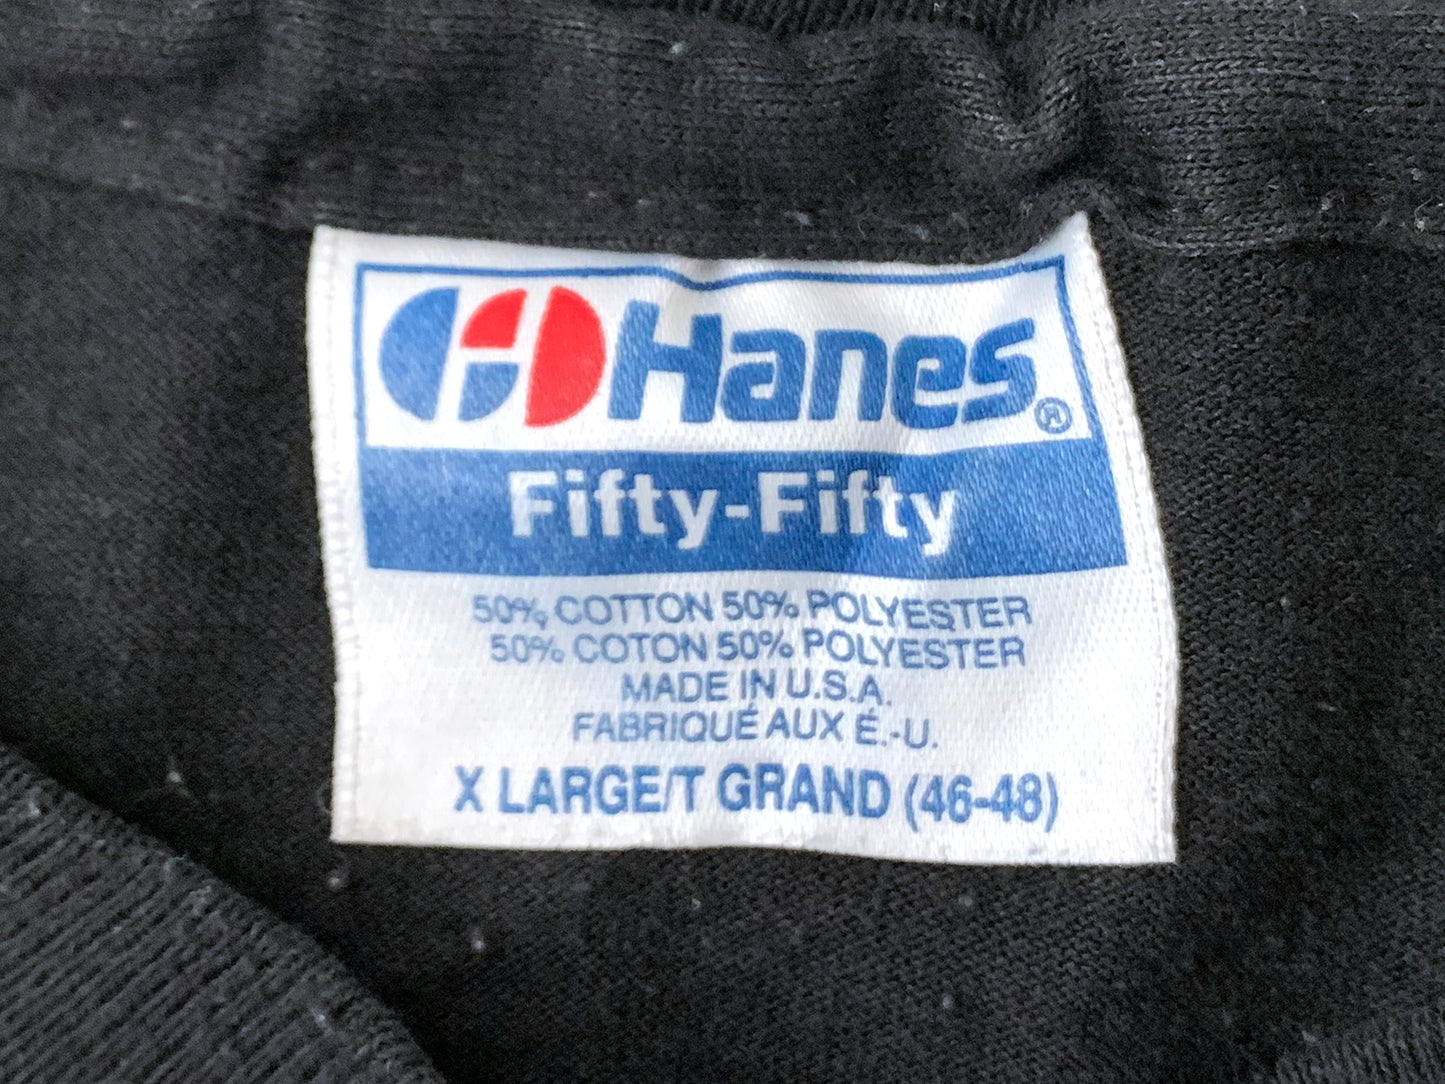 Hanes®
Fifty-Fifty
50% COTTON 50% POLYESTER
50% COTON 50% POLYESTER
MADE IN U.S.A.
FABRIQUÉ AUX É.-U.
X LARGE/T GRAND (46-48)